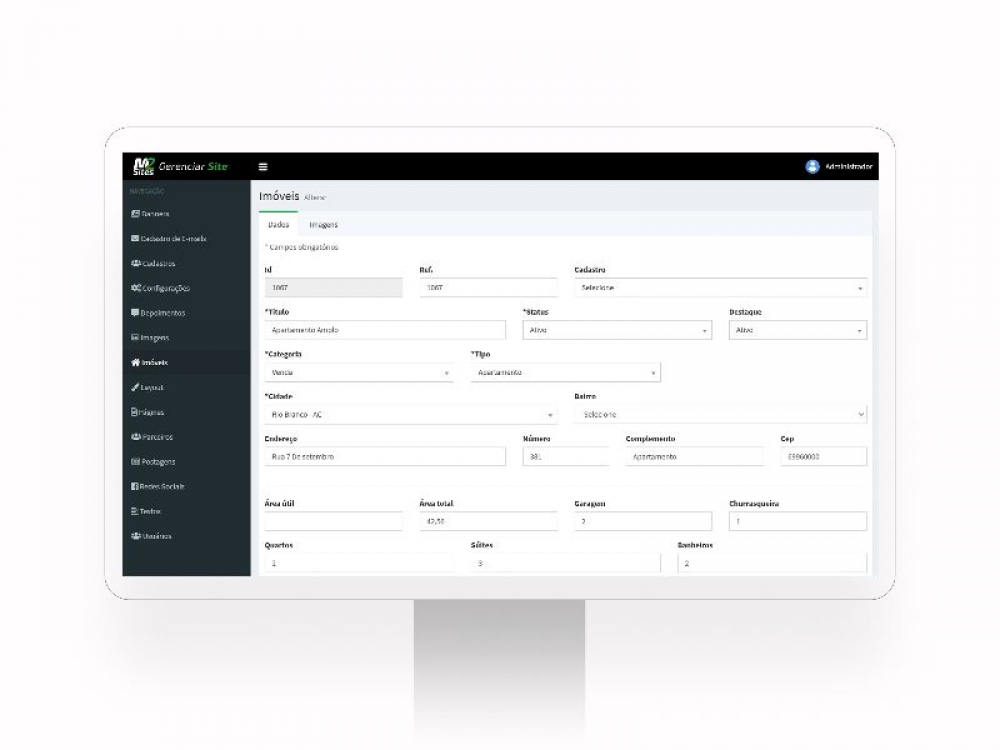 M2 Sites Gerenciar Site
Administrador
NAVEGAÇÃO
Banners
Cadastro de E-mails
Cadastros
Configurações
Depoimentos
Imagens
Imóveis
Layout
Páginas
Parceiros
Postagens
Redes Sociais
Textos
Usuários
Imóveis Alterar
Dados Imagens
* Campos obrigatórios
Id Ref. Cadastro
1067 1067 Selecione
*Título *Status Destaque
Apartamento Amplo Ativo Ativo
*Categoria *Tipo
Venda Apartamento
*Cidade Bairro
Rio Branco - AC Selecione
Endereço Número Complemento Cep
Rua 7 De setembro 381 Apartamento 69960000
Área útil Área total Garagem Churrasqueira
42,50 2 1
Quartos Suítes Banheiros
2 3 2